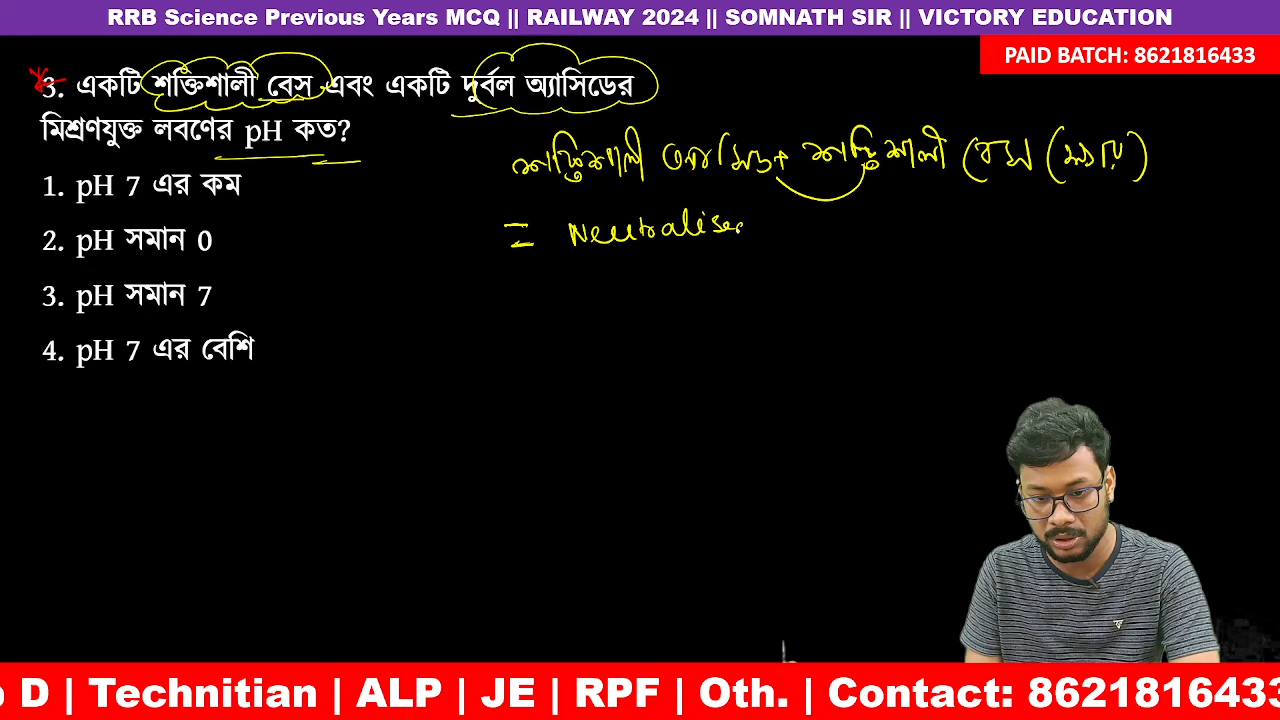 RRB Science Previous Years MCQ || RAILWAY 2024 || SOMNATH SIR || VICTORY EDUCATION
PAID BATCH: 8621816433
3. একটি শক্তিশালী বেস এবং একটি দুর্বল অ্যাসিডের
মিশ্রণযুক্ত লবণের pH কত?
1. pH 7 এর কম
2. pH সমান 0
3. pH সমান 7
4. pH 7 এর বেশি
শক্তিশালী শক্তিশালী বেস (ক্ষার)
= Neutralise
D | Technitian | ALP | JE | RPF | Oth. | Contact: 862181643